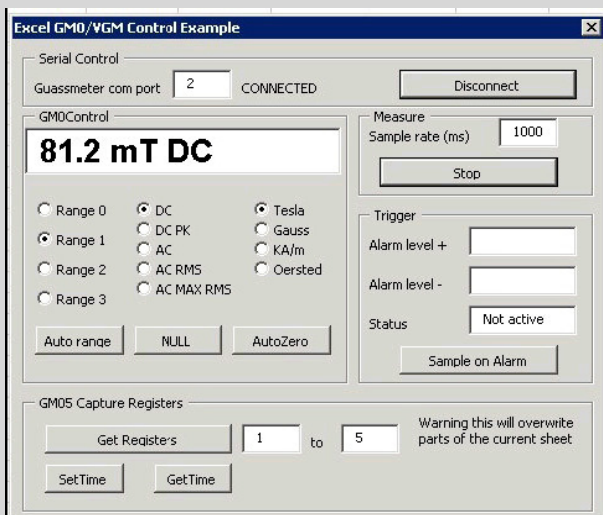 Excel GM0/VGM Control Example
Serial Control
Guassmeter com port 2 CONNECTED Disconnect
GM0Control
81.2 mT DC
Range 0
Range 1
Range 2
Range 3
DC
DC PK
AC
AC RMS
AC MAX RMS
Tesla
Gauss
KA/m
Oersted
Auto range NULL AutoZero
Measure
Sample rate (ms) 1000
Stop
Trigger
Alarm level +
Alarm level -
Status Not active
Sample on Alarm
GM05 Capture Registers
Get Registers 1 to 5
Warning this will overwrite
parts of the current sheet
SetTime GetTime